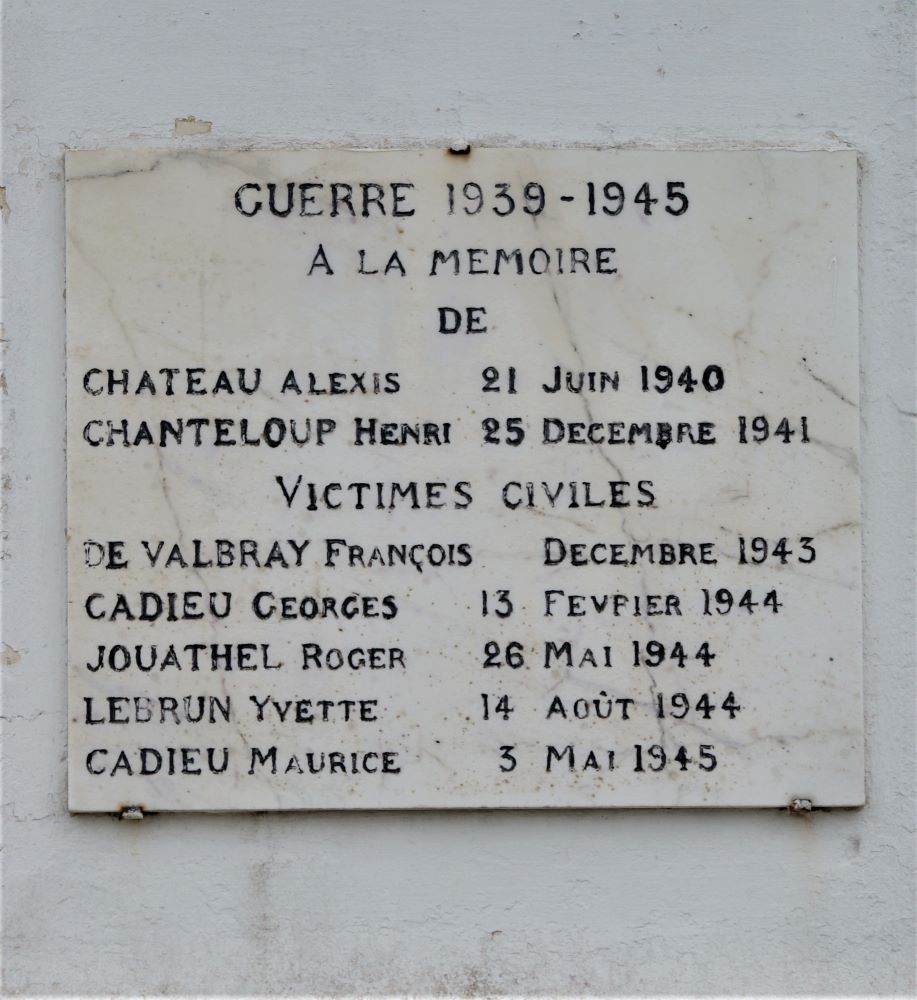 GUERRE 1939-1945
A LA MEMOIRE
DE
CHATEAU ALEXIS 21 JUIN 1940
CHANTELOUP HENRI 25 DECEMBRE 1941
VICTIMES CIVILES
DE VALBRAY FRANÇOIS DECEMBRE 1943
CADIEU GEORGES 13 FEVRIER 1944
JOUATHEL ROGER 26 MAI 1944
LEBRUN YVETTE 14 AOÛT 1944
CADIEU MAURICE 3 MAI 1945